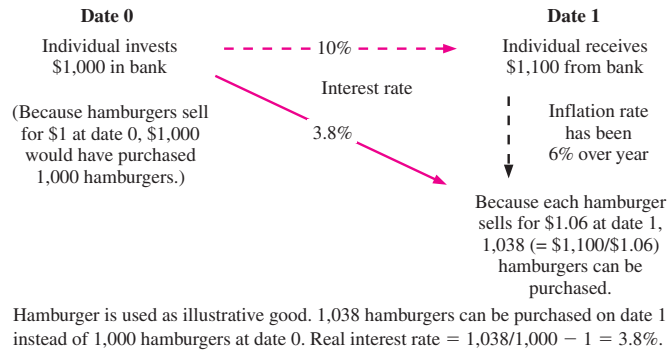 Date 0
Individual invests
$1,000 in bank
(Because hamburgers sell
for $1 at date 0, $1,000
would have purchased
1,000 hamburgers.)
10%
Interest rate
3.8%
Date 1
Individual receives
$1,100 from bank
Inflation rate
has been
6% over year
Because each hamburger
sells for $1.06 at date 1,
1,038 (= $1,100/$1.06)
hamburgers can be
purchased.
Hamburger is used as illustrative good. 1,038 hamburgers can be purchased on date 1
instead of 1,000 hamburgers at date 0. Real interest rate = 1,038/1,000 − 1 = 3.8%.